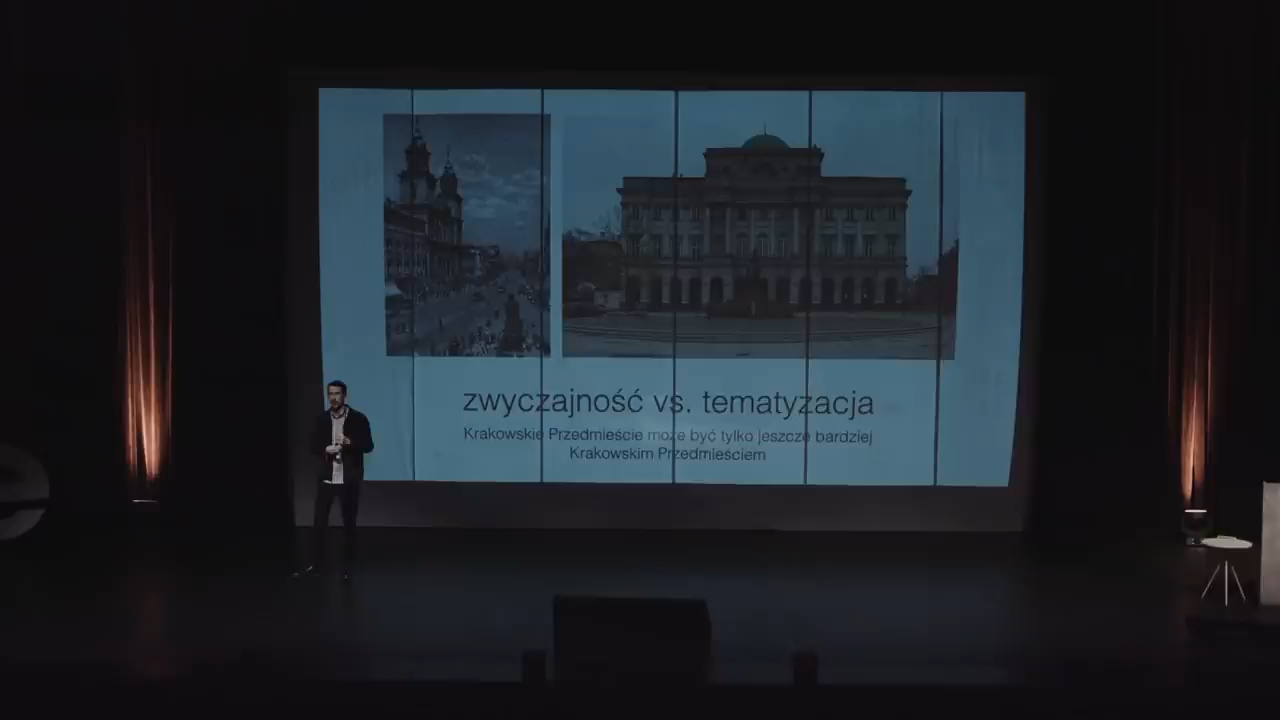 zwyczajność vs. tematyzacja
Krakowskie Przedmieście może być tylko jeszcze bardziej
Krakowskim Przedmieściem